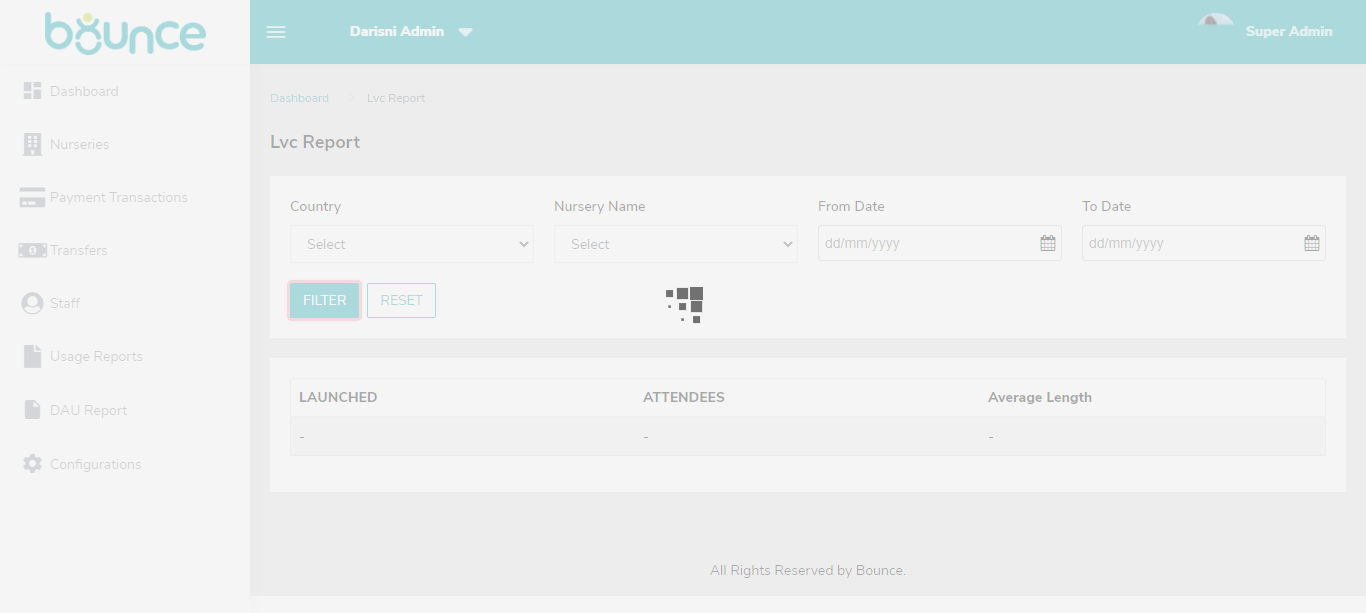 bounce
Darisni Admin
Super Admin
Dashboard
Nurseries
Payment Transactions
Transfers
Staff
Usage Reports
DAU Report
Configurations
Dashboard Lvc Report
Lvc Report
Country Nursery Name From Date To Date
Select Select dd/mm/yyyy dd/mm/yyyy
FILTER RESET
LAUNCHED ATTENDEES Average Length
- - -
All Rights Reserved by Bounce.